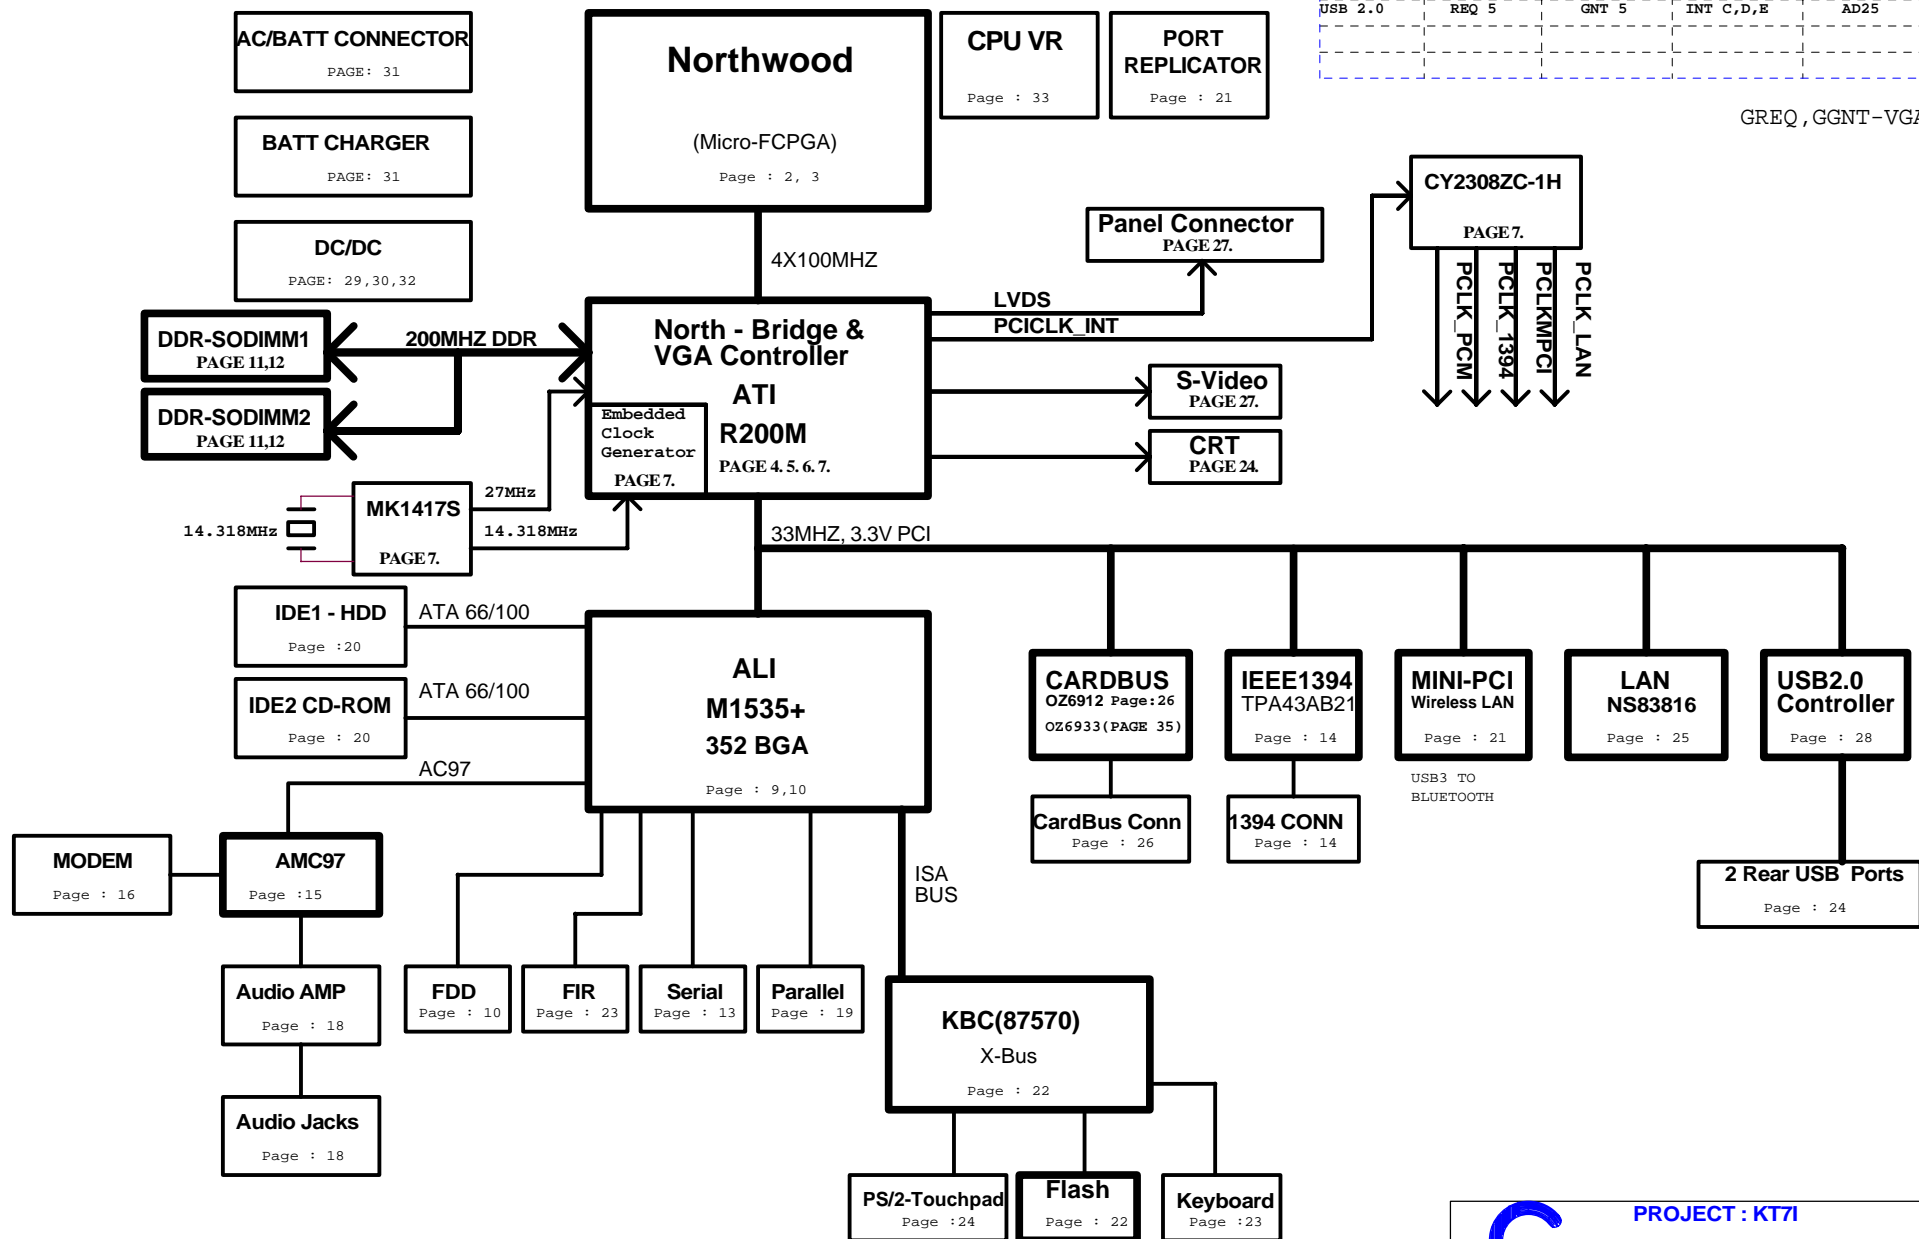 USB 2.0 REQ 5 GNT 5 INT C,D,E AD25
AC/BATT CONNECTOR
PAGE: 31
Northwood
(Micro-FCPGA)
Page : 2, 3
CPU VR
Page : 33
PORT
REPLICATOR
Page : 21
GREQ,GGNT-VGA
BATT CHARGER
PAGE: 31
DC/DC
PAGE: 29,30,32
4X100MHZ
Panel Connector
PAGE 27.
CY2308ZC-1H
PAGE 7.
PCLK_PCM
PCLK_1394
PCLKMPCI
PCLK_LAN
LVDS
PCICLK_INT
DDR-SODIMM1
PAGE 11,12
200MHZ DDR
DDR-SODIMM2
PAGE 11,12
North - Bridge &
VGA Controller
ATI
R200M
PAGE 4. 5. 6. 7.
Embedded
Clock
Generator
PAGE 7.
S-Video
PAGE 27.
CRT
PAGE 24.
14.318MHz
MK1417S
PAGE 7.
27MHz
14.318MHz
33MHZ, 3.3V PCI
IDE1 - HDD
Page :20
ATA 66/100
IDE2 CD-ROM
Page : 20
ATA 66/100
AC97
ALI
M1535+
352 BGA
Page : 9,10
CARDBUS
OZ6912 Page:26
OZ6933(PAGE 35)
IEEE1394
TPA43AB21
Page : 14
MINI-PCI
Wireless LAN
Page : 21
USB3 TO
BLUETOOTH
LAN
NS83816
Page : 25
USB2.0
Controller
Page : 28
CardBus Conn
Page : 26
1394 CONN
Page : 14
2 Rear USB Ports
Page : 24
MODEM
Page : 16
AMC97
Page :15
ISA
BUS
Audio AMP
Page : 18
FDD
Page : 10
FIR
Page : 23
Serial
Page : 13
Parallel
Page : 19
KBC(87570)
X-Bus
Page : 22
Audio Jacks
Page : 18
PS/2-Touchpad
Page :24
Flash
Page : 22
Keyboard
Page :23
PROJECT : KT7I